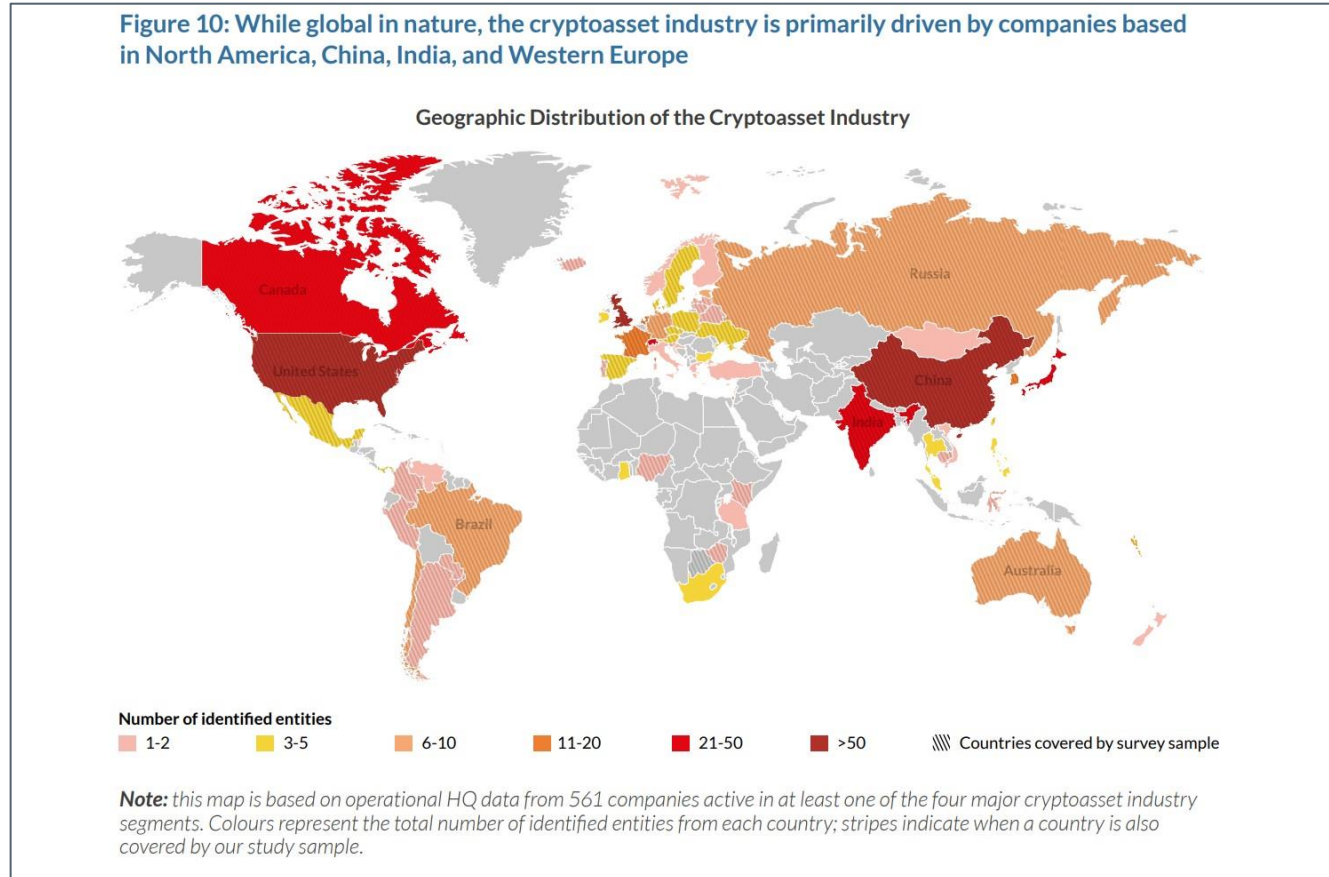 Figure 10: While global in nature, the cryptoasset industry is primarily driven by companies based
in North America, China, India, and Western Europe
Geographic Distribution of the Cryptoasset Industry
Canada
Russia
United States
China
India
Brazil
Australia
Number of identified entities
1-2 3-5 6-10 11-20 21-50 >50 Countries covered by survey sample
Note: this map is based on operational HQ data from 561 companies active in at least one of the four major cryptoasset industry
segments. Colours represent the total number of identified entities from each country; stripes indicate when a country is also
covered by our study sample.